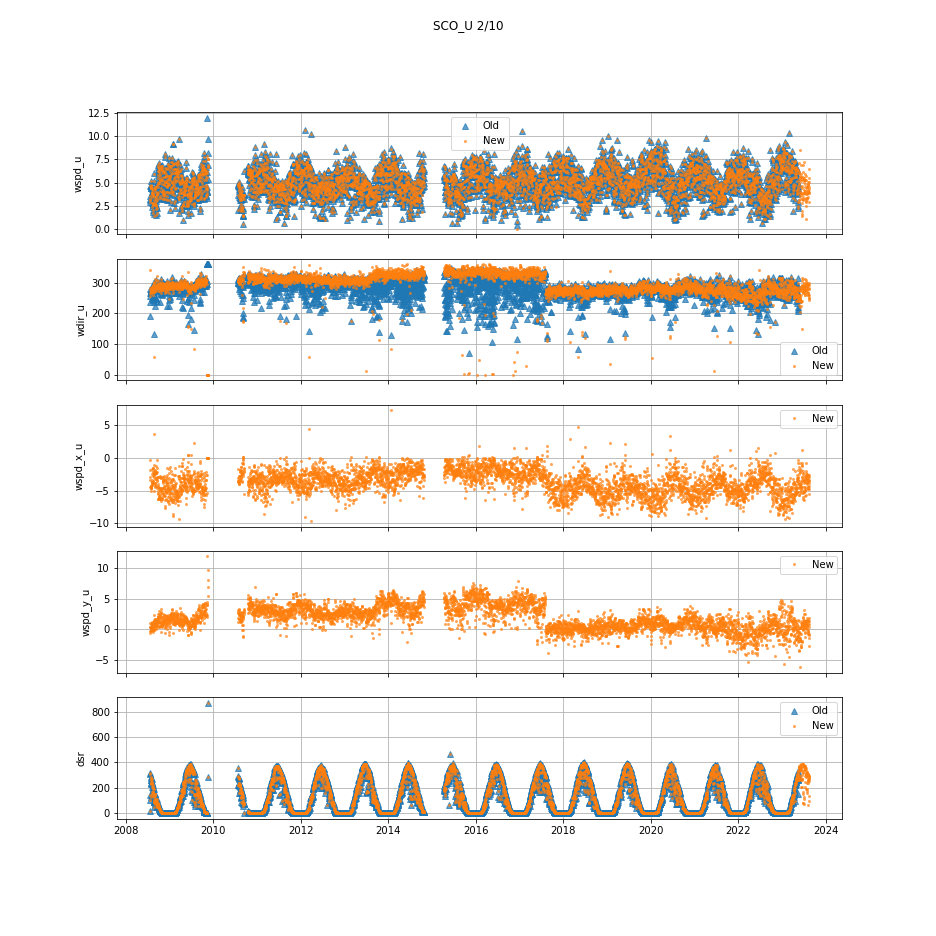 SCO_U 2/10
12.5
10.0
7.5
5.0
2.5
0.0
wspd_u
Old
New
300
200
100
0
wdir_u
Old
New
5
0
−5
−10
wspd_x_u
New
10
5
0
−5
wspd_y_u
New
800
600
400
200
0
dsr
Old
New
2008
2010
2012
2014
2016
2018
2020
2022
2024